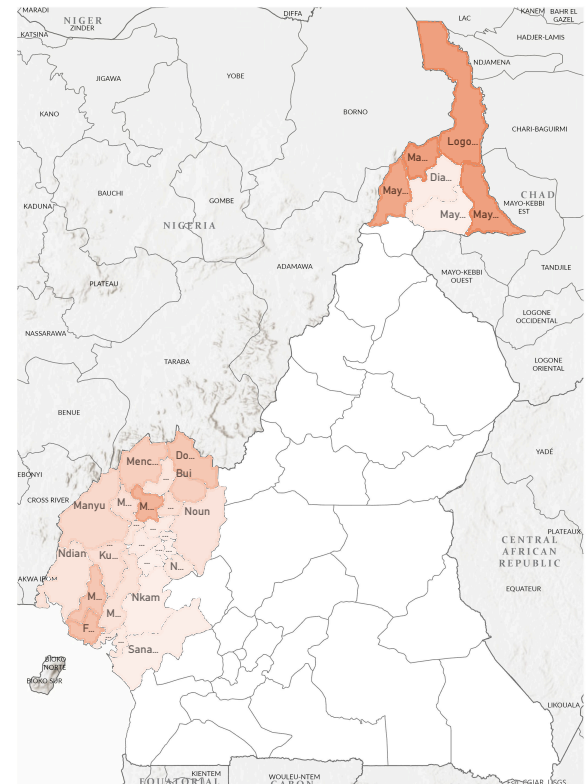 MARADI
KATSINA
NIGER
ZINDER
DIFFA
LAC
KANEM
BAHR EL
GAZEL
HADJER-LAMIS
NDJAMENA
JIGAWA
YOBE
BORNO
KANO
CHARI-BAGUIRMI
Logo...
Ma...
Dia...
May...
May...
May...
CHAD
MAYO-KEBBI
EST
BAUCHI
GOMBE
KADUNA
NIGERIA
ADAMAWA
MAYO-KEBBI
OUEST
TANDJILE
PLATEAU
LOGONE
OCCIDENTAL
NASSARAWA
TARABA
LOGONE
ORIENTAL
BENUE
YADÉ
Do...
Menc...
Bui
EBONYI
CROSS RIVER
Manyu
M...
M...
Noun
PLATEAUX
CENTRAL
AFRICAN
REPUBLIC
Ndian
Ku...
N...
EQUATEUR
M...
Nkam
M...
F...
Sana...
BIOKO
NORTE
BIOKO SUR
LIKOUALA
KIENTEM
EQUATORIAL
WOULEU-NTEM
GABON